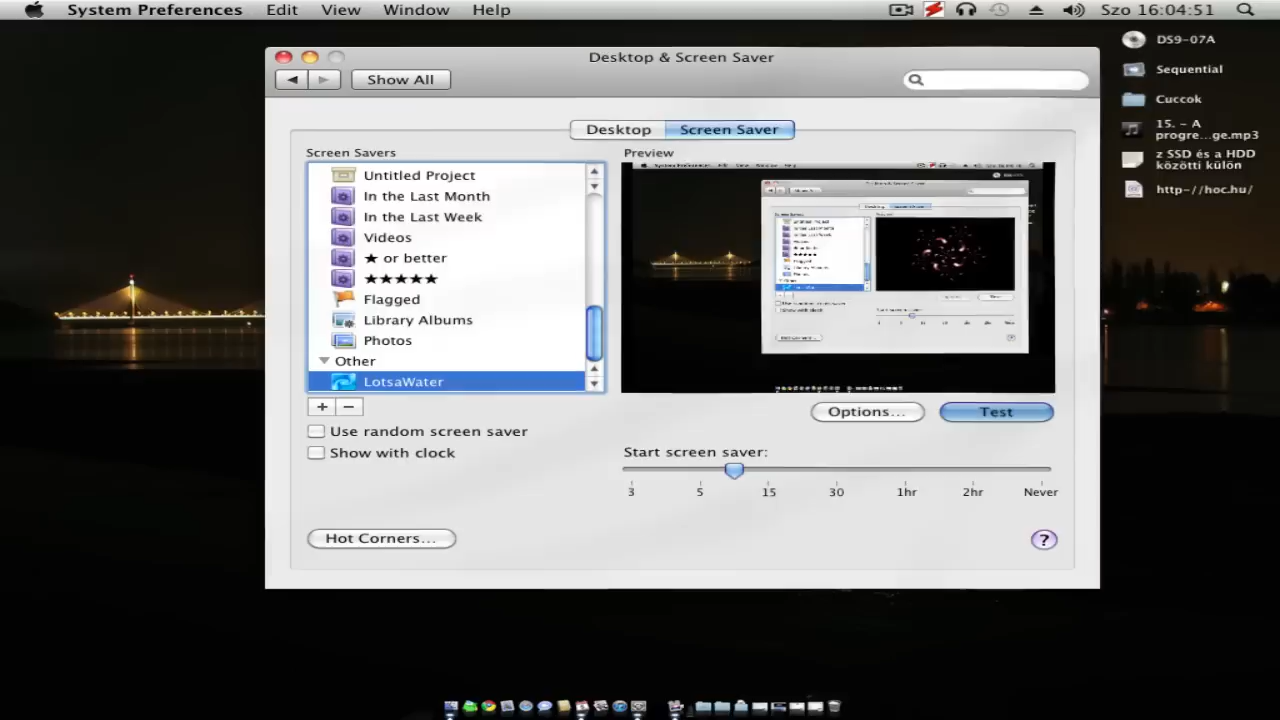 System Preferences Edit View Window Help Szo 16:04:51
DS9-07A
Sequential
Cuccok
15. - A
progre...ge.mp3
z SSD és a HDD
közötti külön
http-//hoc.hu/
Desktop & Screen Saver
Show All
Desktop Screen Saver
Screen Savers
Untitled Project
In the Last Month
In the Last Week
Videos
★ or better
★★★★★
Flagged
Library Albums
Photos
Other
LotsaWater
+ −
Use random screen saver
Show with clock
Hot Corners...
Preview
Options... Test
Start screen saver:
3 5 15 30 1hr 2hr Never
?